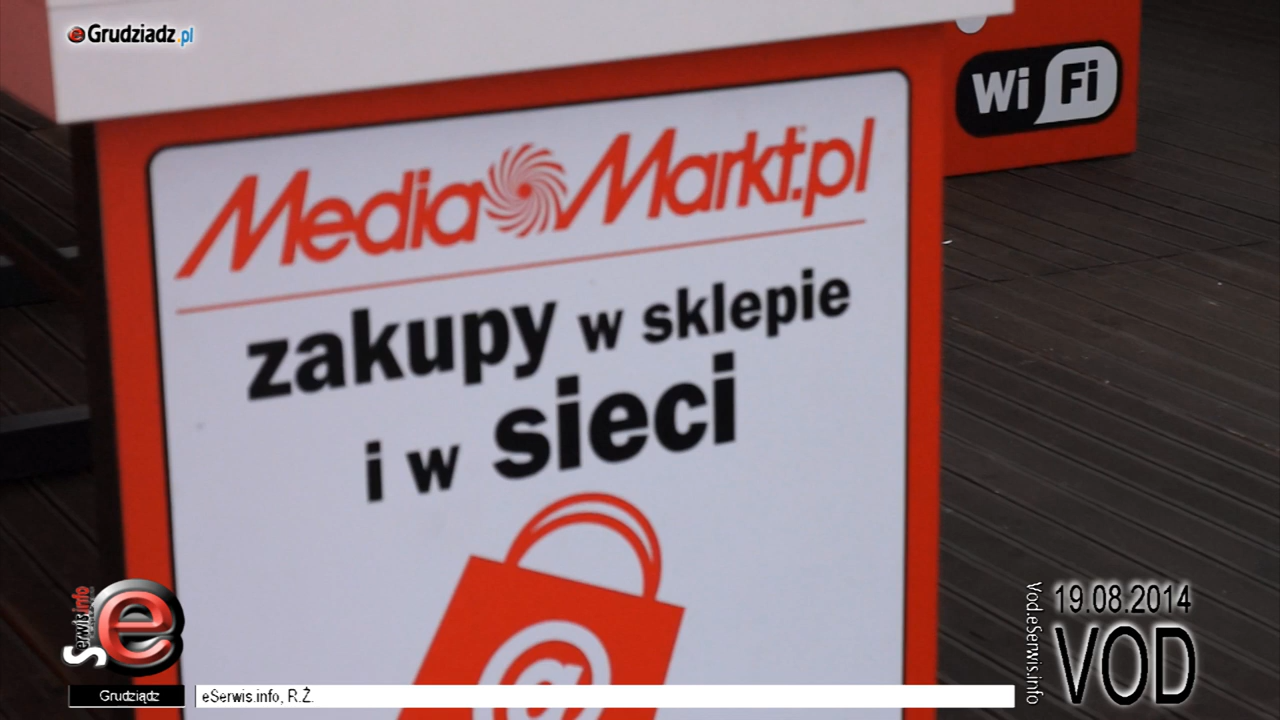 eGrudziadz.pl
Wi Fi
MediaMarkt.pl
zakupy w sklepie
i w sieci
@
eSerwis.info
e
Vod.eSerwis.info
19.08.2014
VOD
Grudziądz
eSerwis.info, R.Ż.